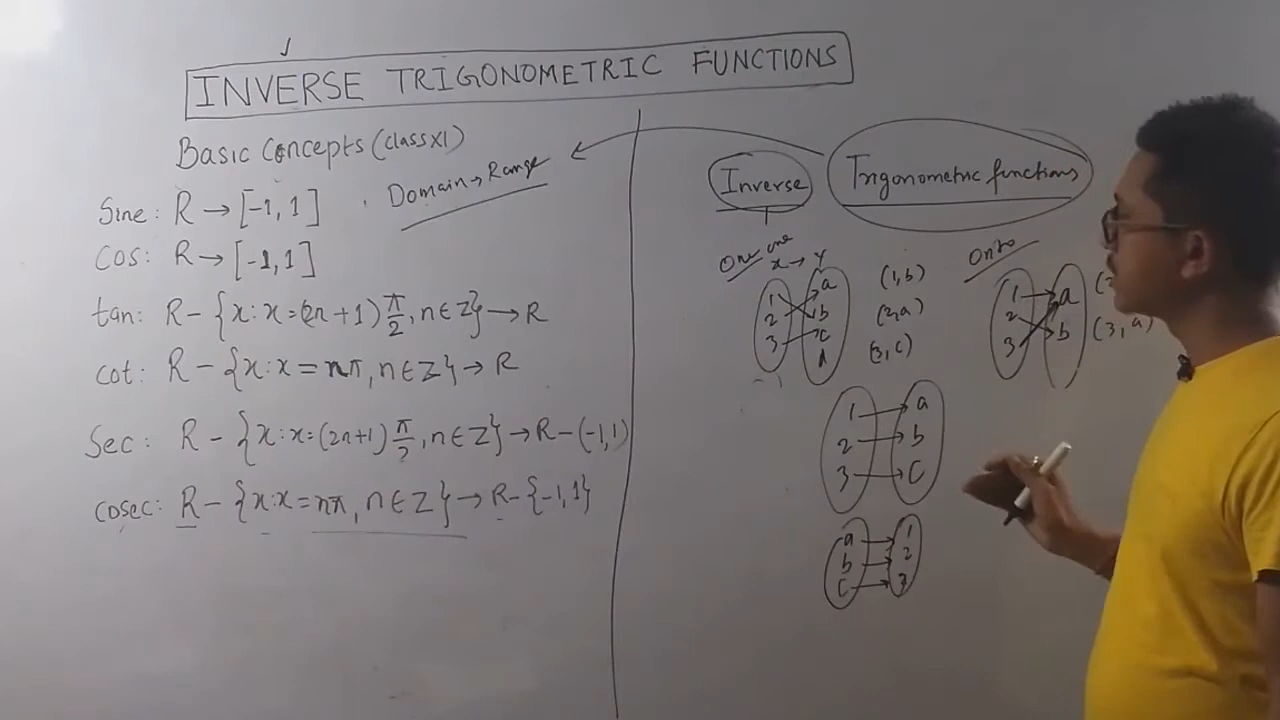 INVERSE TRIGONOMETRIC FUNCTIONS
Basic Concepts (class XI)
Domain → Range
Sine: R → [-1, 1]
Cos: R → [-1, 1]
tan: R - {x : x = (2n + 1) π/2, n ∈ Z} → R
cot: R - {x : x = nπ, n ∈ Z} → R
Sec: R - {x : x = (2n+1) π/2, n ∈ Z} → R - (-1, 1)
cosec: R - {x : x = nπ, n ∈ Z} → R - {-1, 1}
Inverse
Trigonometric functions
One one
x → y
1 a
2 b
3 c
d
(1, b)
(2, a)
(3, c)
Onto
1 a
2 b
3
(3, a)
1 a
2 b
3 C
a 1
b 2
C 3